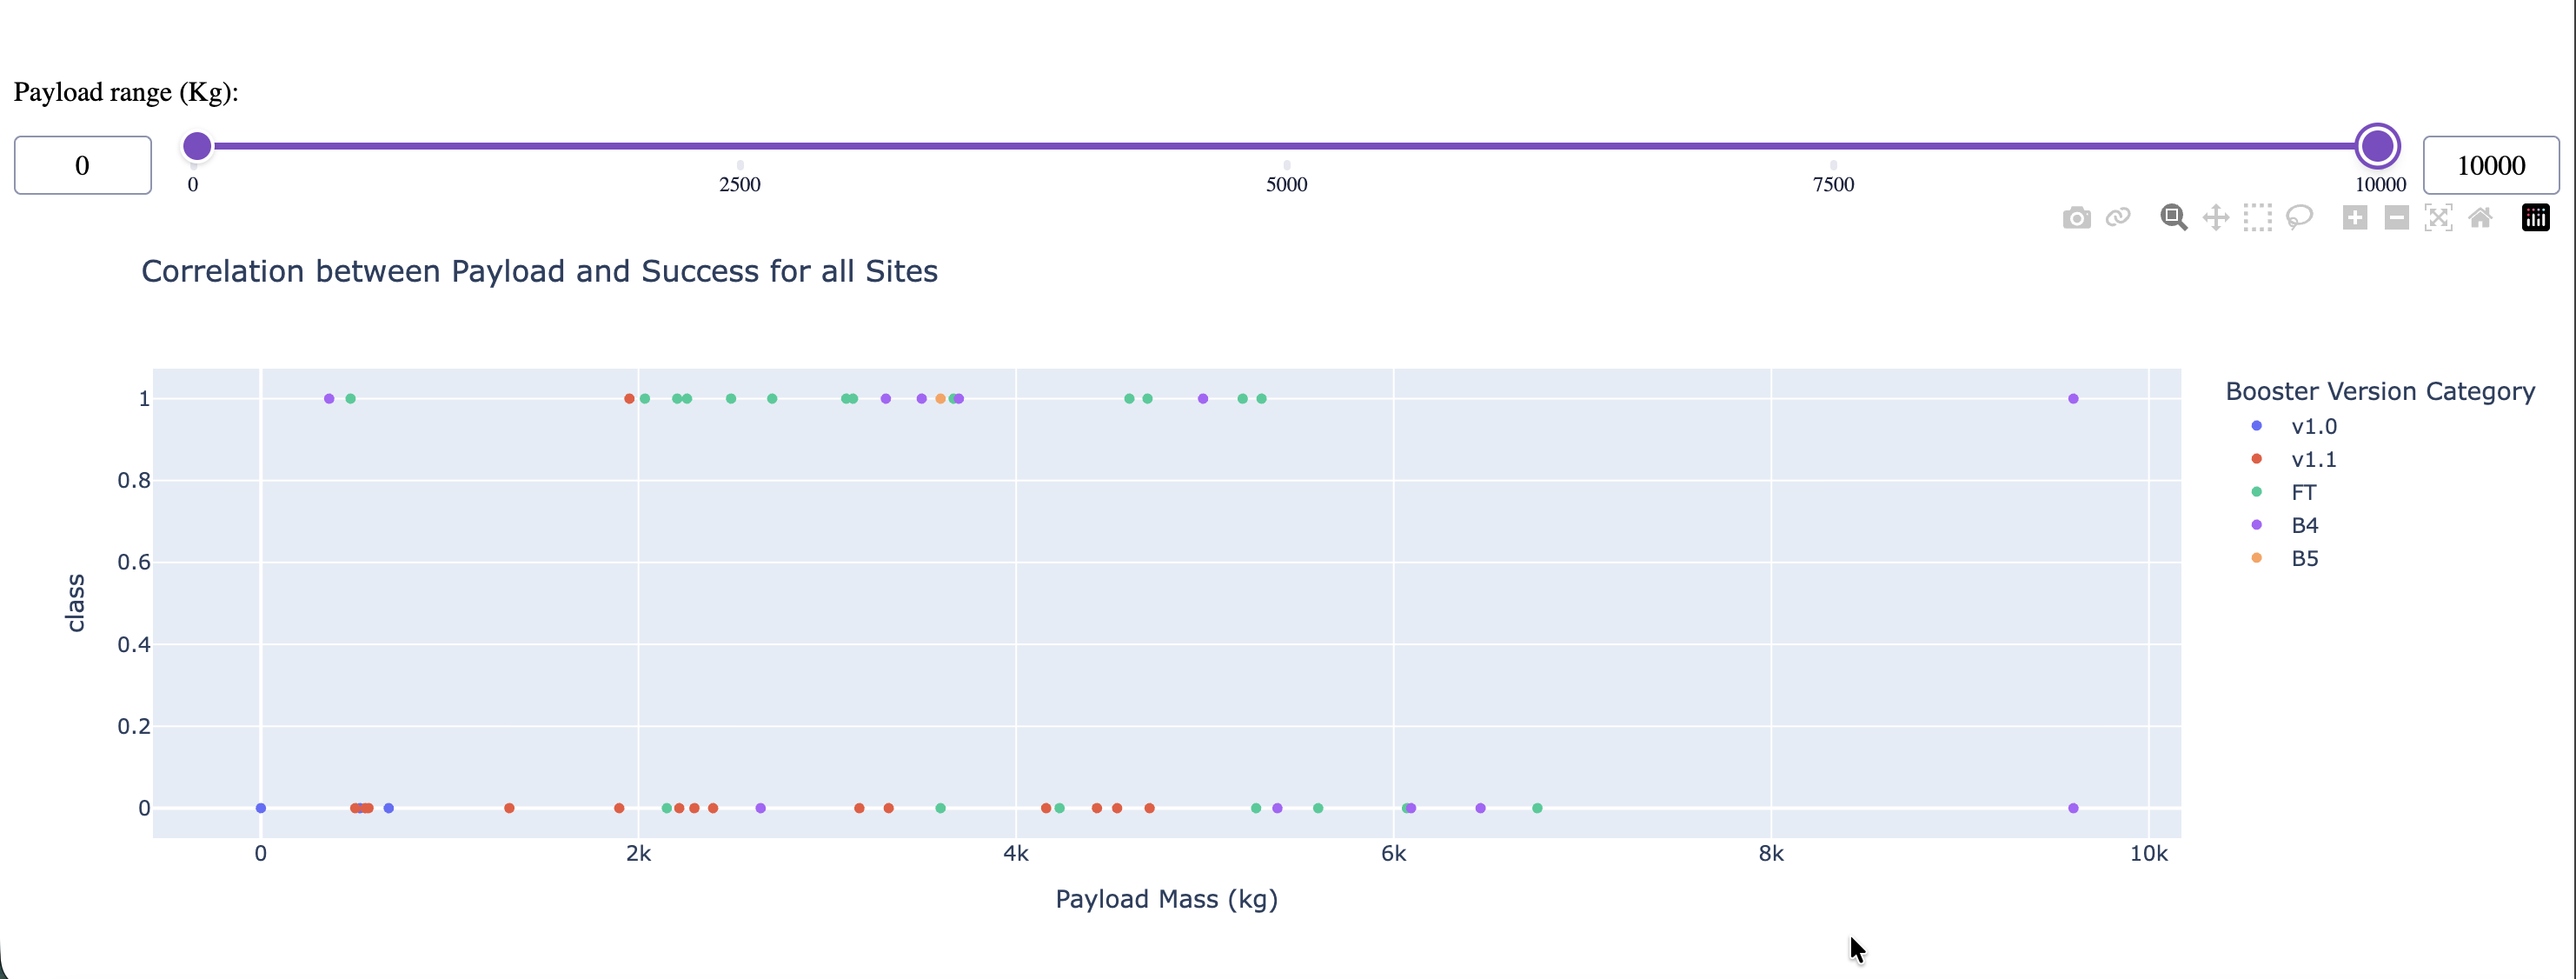 Payload range (Kg):
0
10000
0 2500 5000 7500 10000
Correlation between Payload and Success for all Sites
Booster Version Category
v1.0
v1.1
FT
B4
B5
class
1
0.8
0.6
0.4
0.2
0
0 2k 4k 6k 8k 10k
Payload Mass (kg)